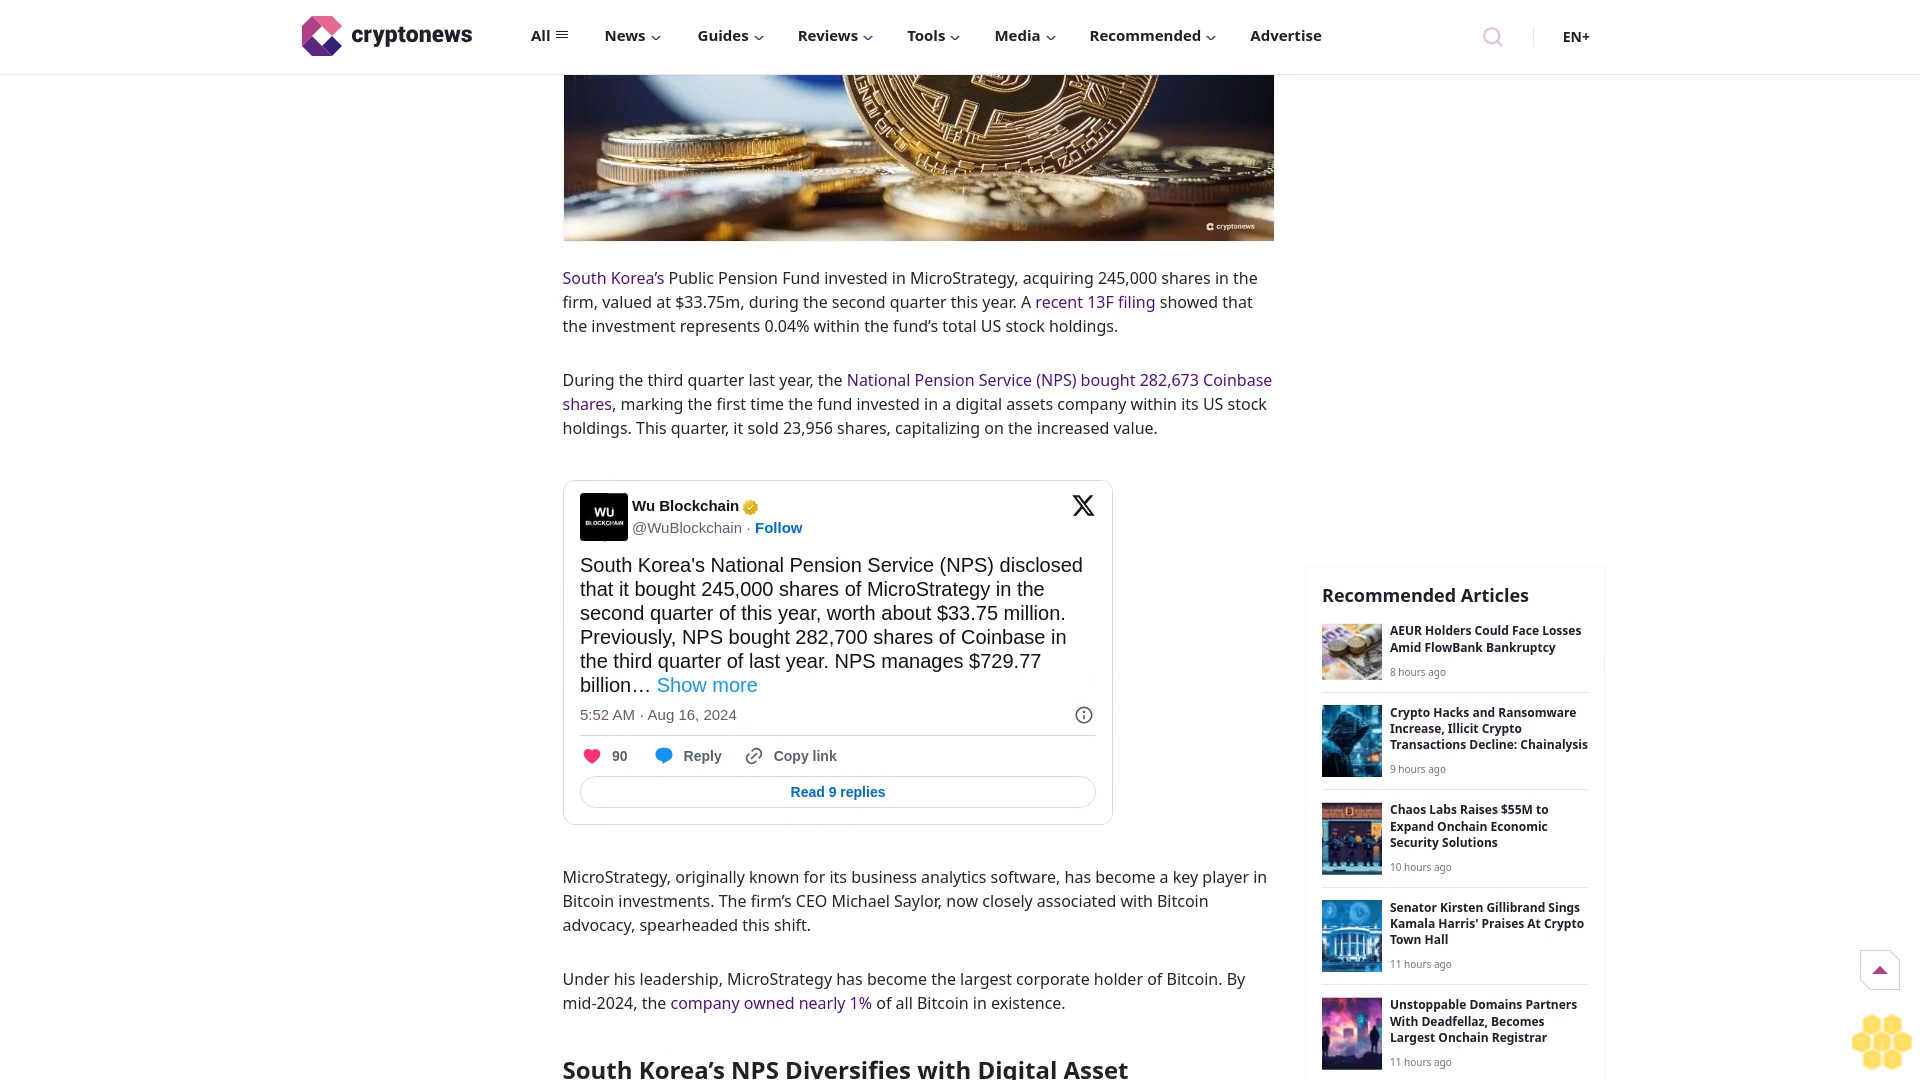 cryptonews
All
News
Guides
Reviews
Tools
Media
Recommended
Advertise
EN+
cryptonews
South Korea’s Public Pension Fund invested in MicroStrategy, acquiring 245,000 shares in the
firm, valued at $33.75m, during the second quarter this year. A recent 13F filing showed that
the investment represents 0.04% within the fund’s total US stock holdings.
During the third quarter last year, the National Pension Service (NPS) bought 282,673 Coinbase
shares, marking the first time the fund invested in a digital assets company within its US stock
holdings. This quarter, it sold 23,956 shares, capitalizing on the increased value.
WU
BLOCKCHAIN
Wu Blockchain
@WuBlockchain · Follow
South Korea's National Pension Service (NPS) disclosed
that it bought 245,000 shares of MicroStrategy in the
second quarter of this year, worth about $33.75 million.
Previously, NPS bought 282,700 shares of Coinbase in
the third quarter of last year. NPS manages $729.77
billion… Show more
5:52 AM · Aug 16, 2024
90
Reply
Copy link
Read 9 replies
MicroStrategy, originally known for its business analytics software, has become a key player in
Bitcoin investments. The firm’s CEO Michael Saylor, now closely associated with Bitcoin
advocacy, spearheaded this shift.
Under his leadership, MicroStrategy has become the largest corporate holder of Bitcoin. By
mid-2024, the company owned nearly 1% of all Bitcoin in existence.
South Korea’s NPS Diversifies with Digital Asset
Recommended Articles
AEUR Holders Could Face Losses
Amid FlowBank Bankruptcy
8 hours ago
Crypto Hacks and Ransomware
Increase, Illicit Crypto
Transactions Decline: Chainalysis
9 hours ago
Chaos Labs Raises $55M to
Expand Onchain Economic
Security Solutions
10 hours ago
Senator Kirsten Gillibrand Sings
Kamala Harris' Praises At Crypto
Town Hall
11 hours ago
Unstoppable Domains Partners
With Deadfellaz, Becomes
Largest Onchain Registrar
11 hours ago